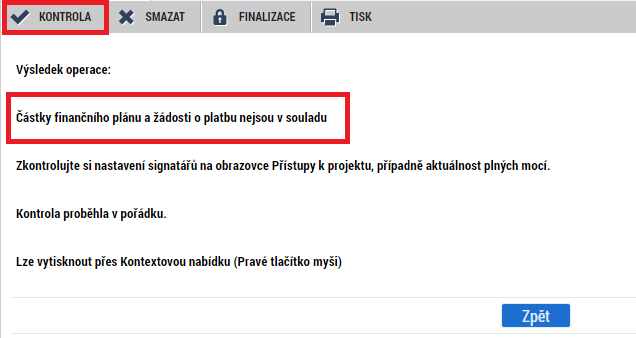 KONTROLA SMAZAT FINALIZACE TISK
Výsledek operace:
Částky finančního plánu a žádosti o platbu nejsou v souladu
Zkontrolujte si nastavení signatářů na obrazovce Přístupy k projektu, případně aktuálnost plných mocí.
Kontrola proběhla v pořádku.
Lze vytisknout přes Kontextovou nabídku (Pravé tlačítko myši)
Zpět